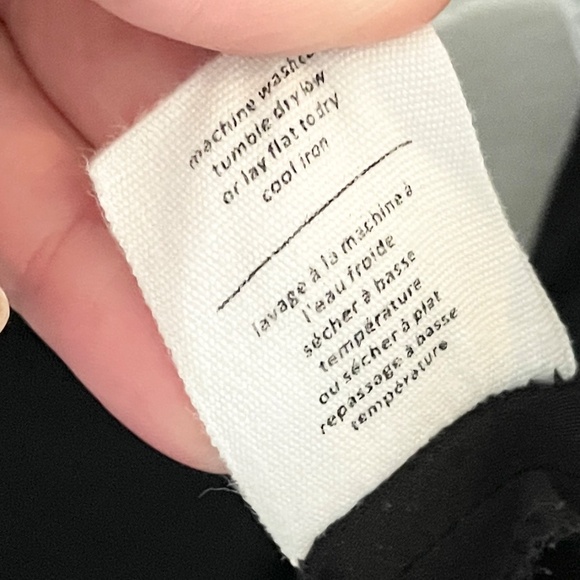 machine washed
tumble dry low
or lay flat to dry
cool iron
lavage à la machine à
l'eau froide
sécher à basse
température
ou sécher à plat
repassage à basse
température